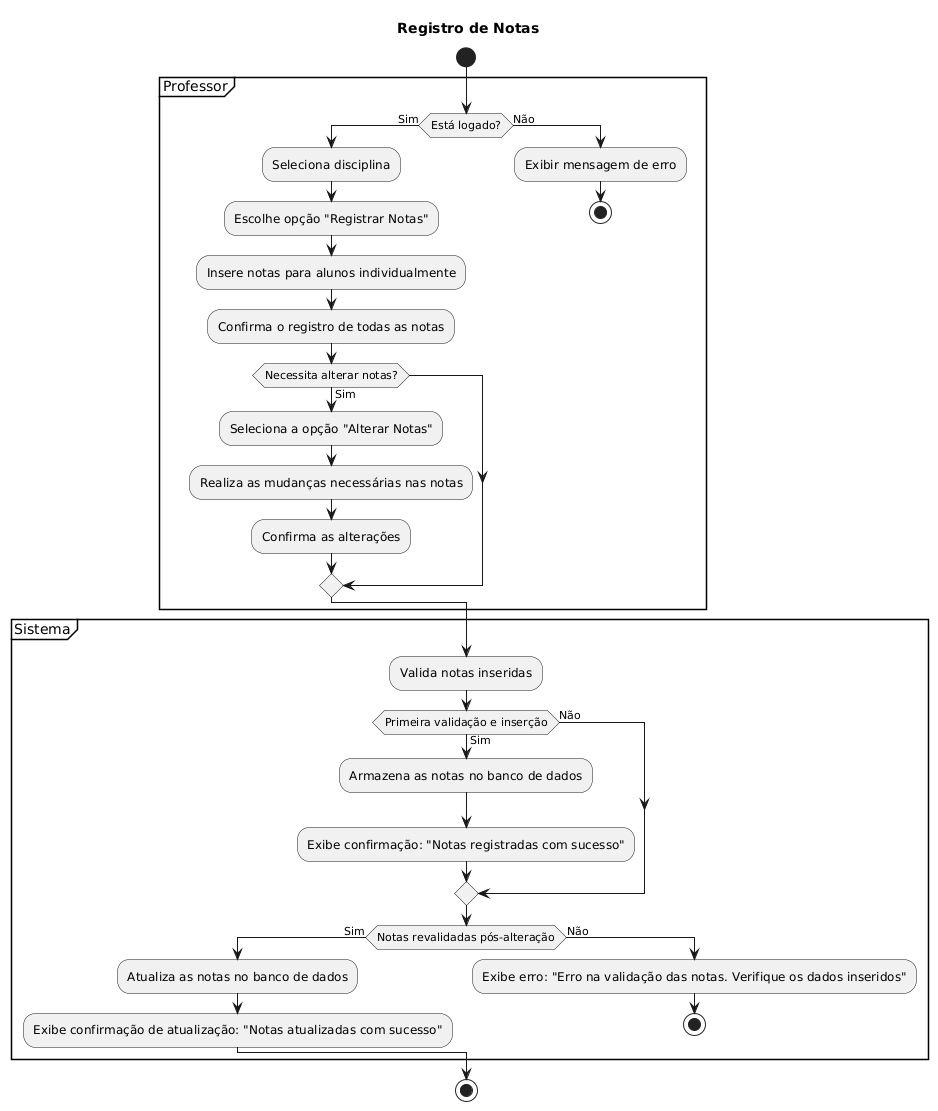 Registro de Notas
Professor
Está logado?
Sim
Não
Seleciona disciplina
Exibir mensagem de erro
Escolhe opção "Registrar Notas"
Insere notas para alunos individualmente
Confirma o registro de todas as notas
Necessita alterar notas?
Sim
Seleciona a opção "Alterar Notas"
Realiza as mudanças necessárias nas notas
Confirma as alterações
Sistema
Valida notas inseridas
Primeira validação e inserção
Não
Sim
Armazena as notas no banco de dados
Exibe confirmação: "Notas registradas com sucesso"
Sim
Notas revalidadas pós-alteração
Não
Atualiza as notas no banco de dados
Exibe erro: "Erro na validação das notas. Verifique os dados inseridos"
Exibe confirmação de atualização: "Notas atualizadas com sucesso"